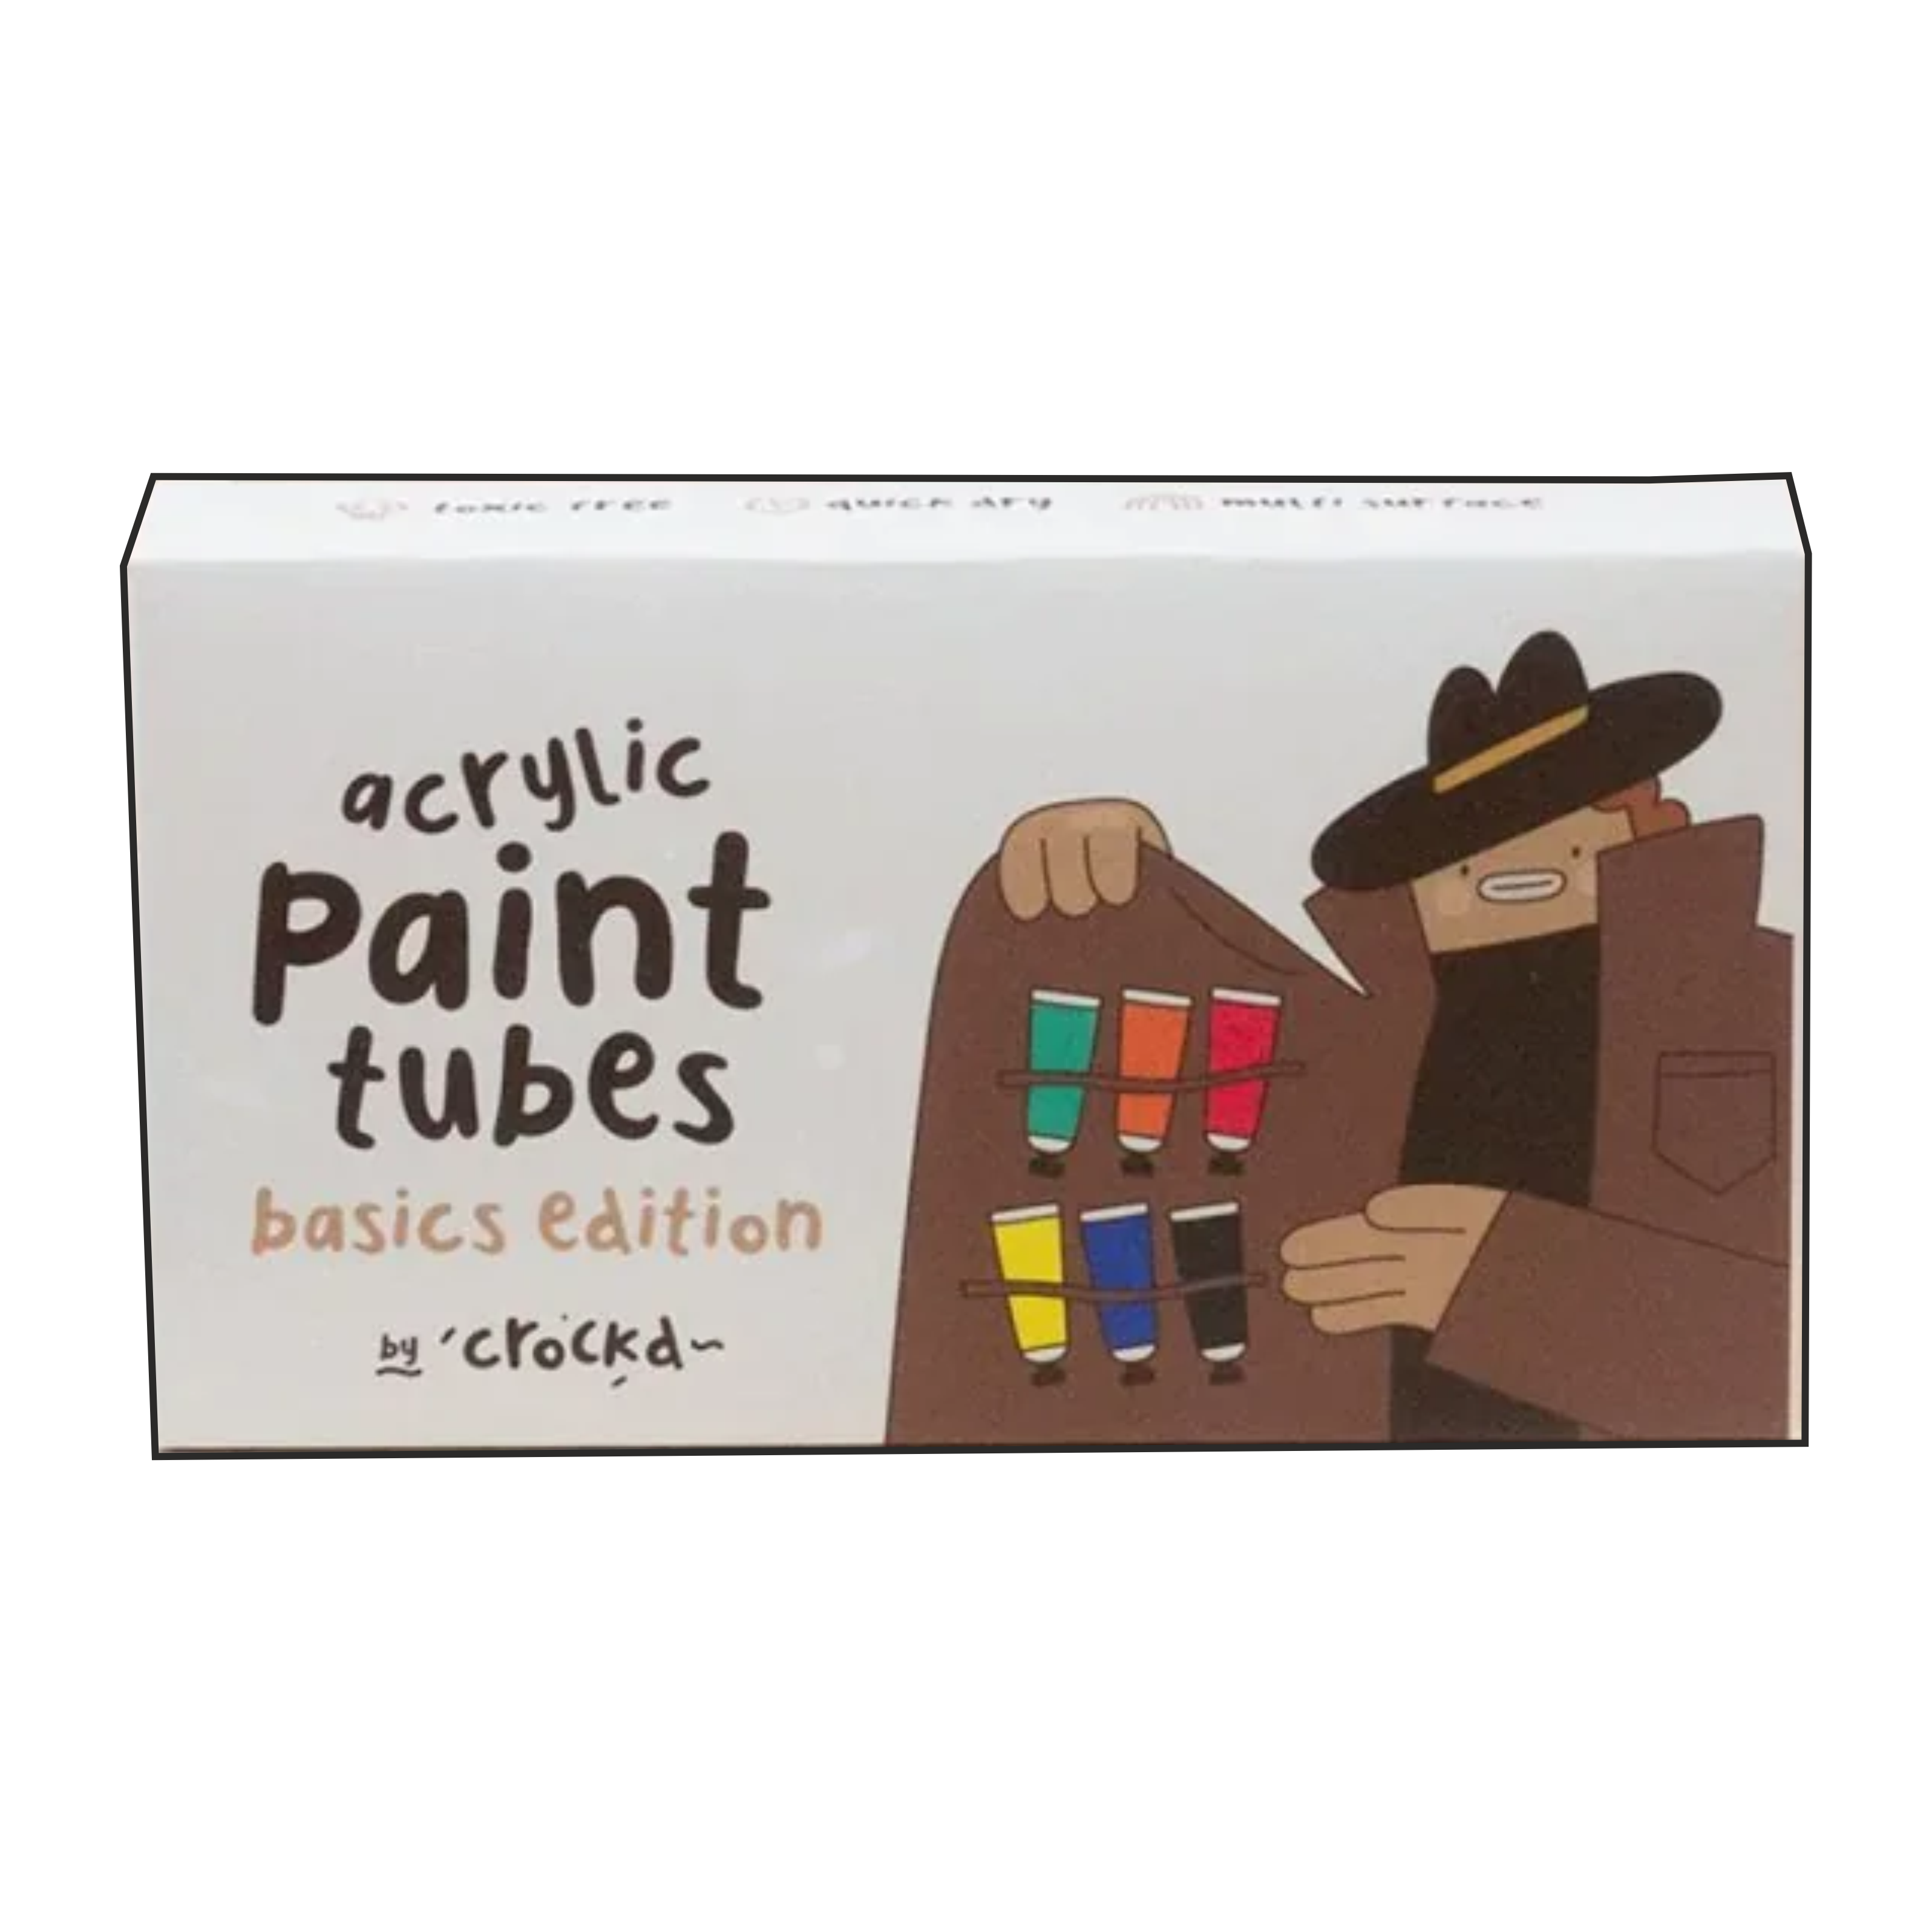 toxic free quick dry multi surface
acrylic
paint
tubes
basics edition
by crockd